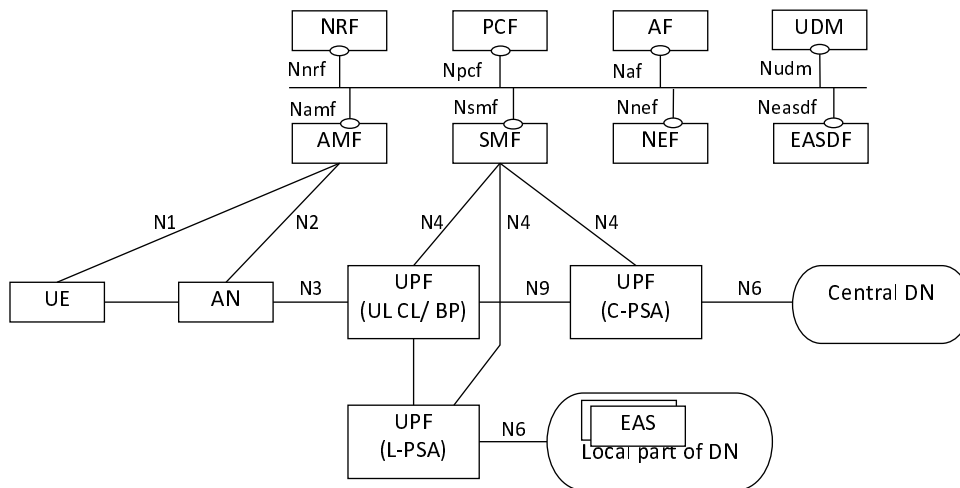 NRF
PCF
AF
UDM
Nnrf
Npcf
Naf
Nudm
Namf
Nsmf
Nnef
Neasdf
AMF
SMF
NEF
EASDF
N1
N2
N4
N4
N4
UE
AN
N3
UPF
(UL CL/ BP)
N9
UPF
(C-PSA)
N6
Central DN
UPF
(L-PSA)
N6
EAS
Local part of DN